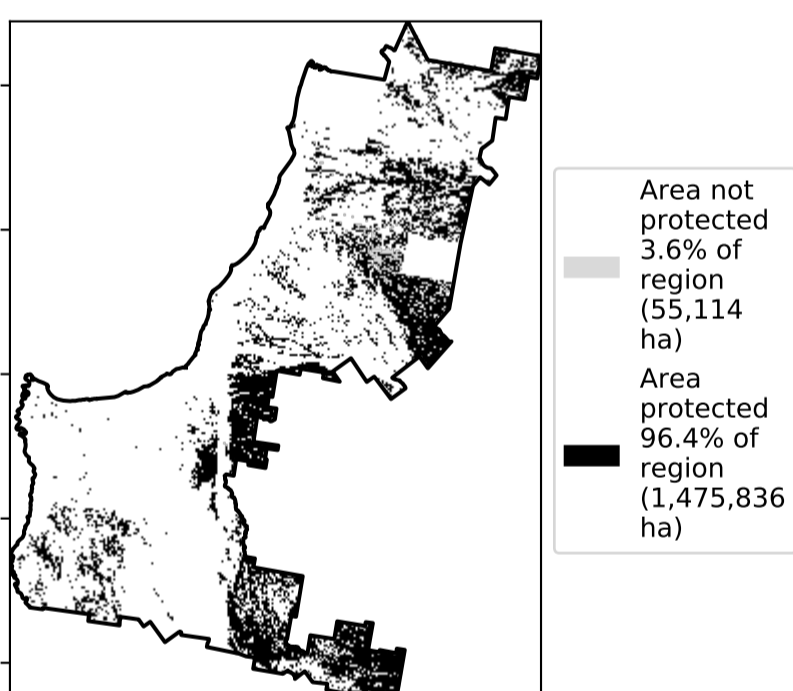 Area not
protected
3.6% of
region
(55,114
ha)
Area
protected
96.4% of
region
(1,475,836
ha)